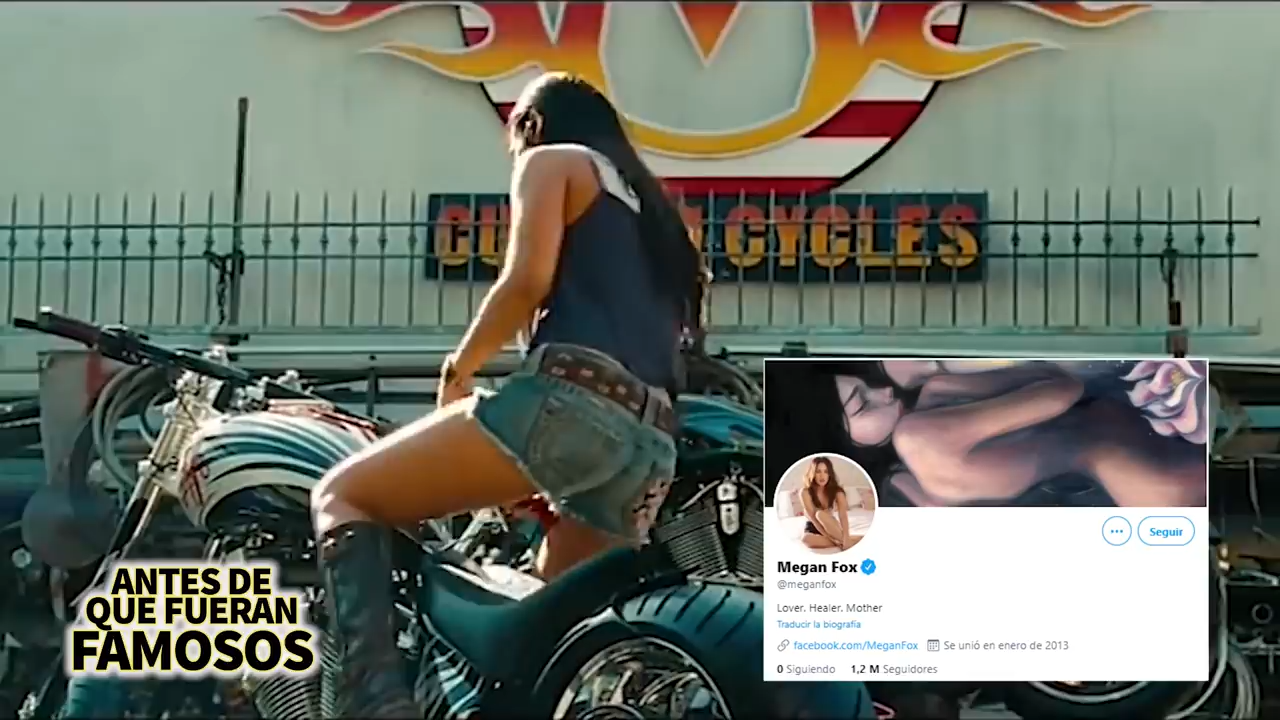 CYCLES
ANTES DE
QUE FUERAN
FAMOSOS
Seguir
Megan Fox
@meganfox
Lover. Healer. Mother
Traducir la biografía
facebook.com/MeganFox Se unió en enero de 2013
0 Siguiendo 1,2 M Seguidores